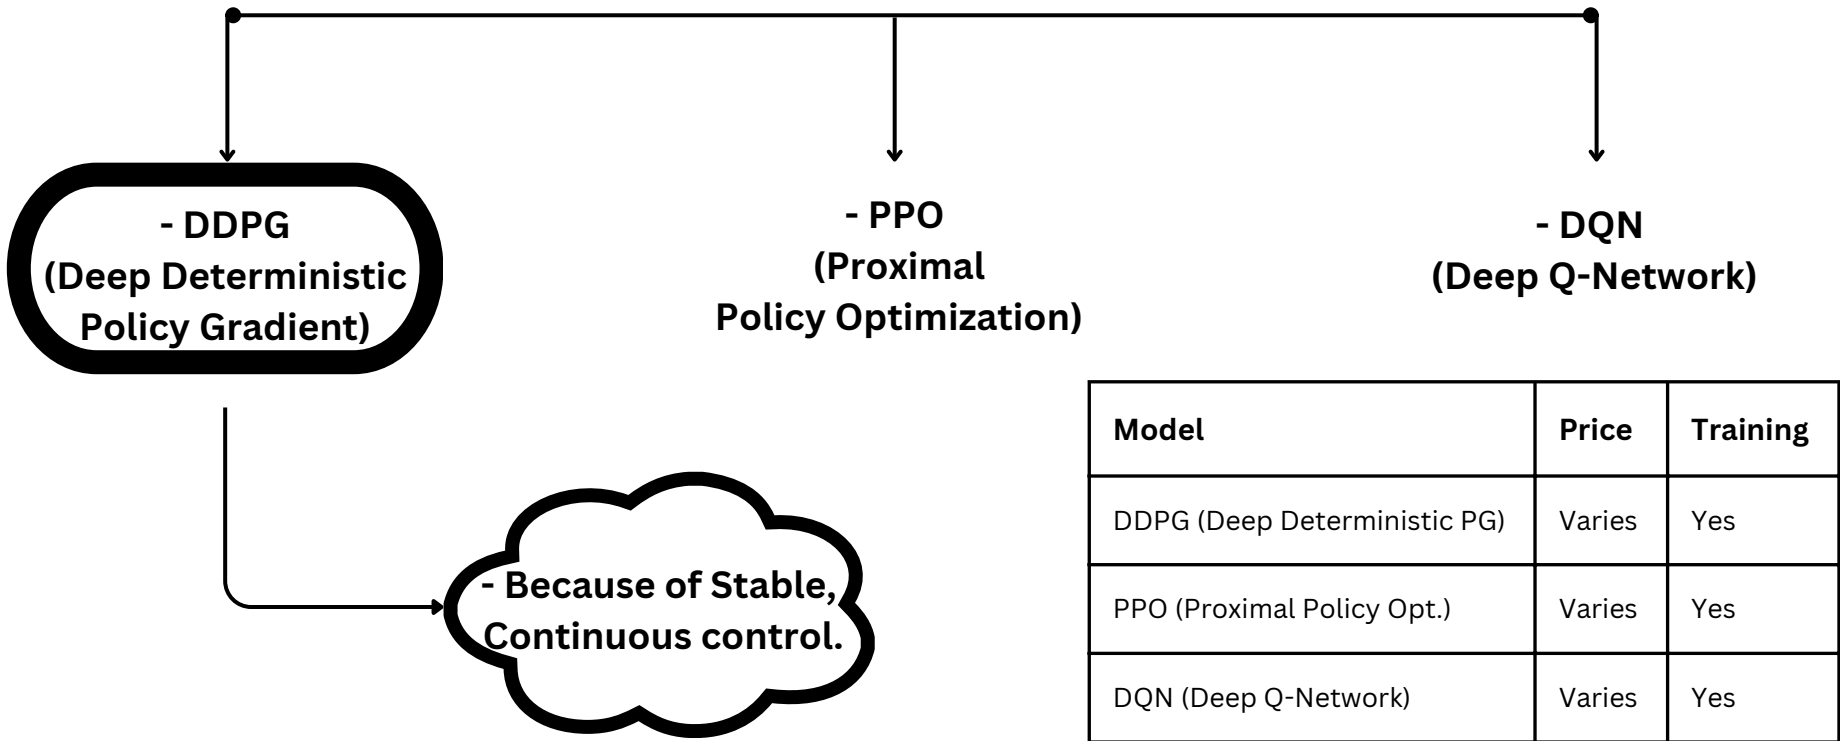 - DDPG
(Deep Deterministic
Policy Gradient)
- PPO
(Proximal
Policy Optimization)
- DQN
(Deep Q-Network)
- Because of Stable,
Continuous control.
Model Price Training
DDPG (Deep Deterministic PG) Varies Yes
PPO (Proximal Policy Opt.) Varies Yes
DQN (Deep Q-Network) Varies Yes